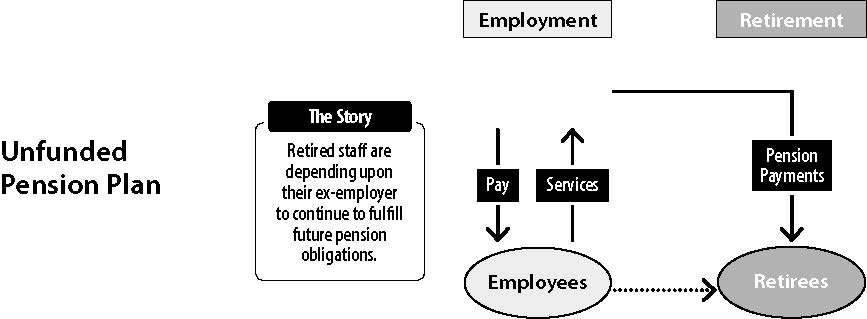 Employment
Retirement
Unfunded
Pension Plan
The Story
Retired staff are
depending upon
their ex-employer
to continue to fulfill
future pension
obligations.
Pay
Services
Pension
Payments
Employees
Retirees